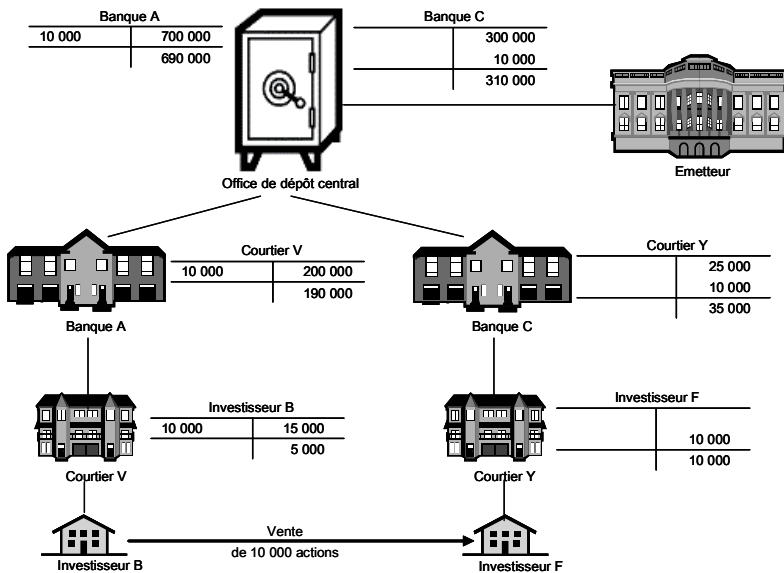 Banque A
10 000 700 000
690 000
Banque C
300 000
10 000
310 000
Office de dépôt central
Emetteur
Courtier V
10 000 200 000
190 000
Banque A
Courtier Y
25 000
10 000
35 000
Banque C
Investisseur B
10 000 15 000
5 000
Courtier V
Investisseur F
10 000
10 000
Courtier Y
Vente
de 10 000 actions
Investisseur B
Investisseur F